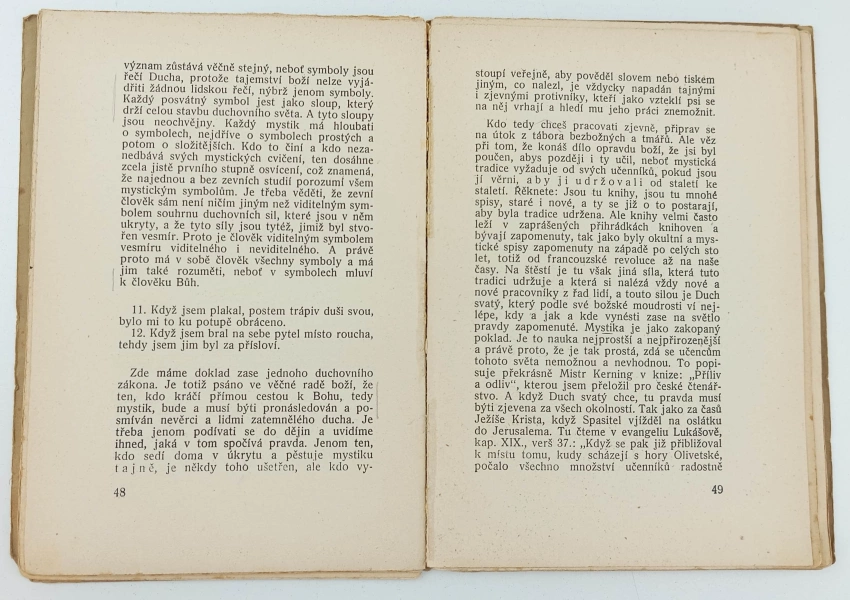 význam zůstává věčně stejný, neboť symboly jsou
řečí Ducha, protože tajemství boží nelze vyjá-
dřiti žádnou lidskou řečí, nýbrž jenom symboly.
Každý posvátný symbol jest jako sloup, který
drží celou stavbu duchovního světa. A tyto sloupy
jsou neochvějny. Každý mystik má hloubati
o symbolech, nejdříve o symbolech prostých a
potom o složitějších. Kdo to činí a kdo neza-
nedbává svých mystických cvičení, ten dosáhne
zcela jistě prvního stupně osvícení, což znamená,
že najednou a bez zevních studií porozumí všem
mystickým symbolům. Je třeba věděti, že zevní
člověk sám není ničím jiným než viditelným sym-
bolem souhrnu duchovních sil, které jsou v něm
ukryty, a že tyto síly jsou tytéž, jimiž byl stvo-
řen vesmír. Proto je člověk viditelným symbolem
vesmíru viditelného i neviditelného. A právě
proto má v sobě člověk všechny symboly a má
jim také rozuměti, neboť v symbolech mluví
k člověku Bůh.
11. Když jsem plakal, postem trápiv duši svou,
bylo mi to ku potupě obráceno.
12. Když jsem bral na sebe pytel místo roucha,
tehdy jsem jim byl za přísloví.
Zde máme doklad zase jednoho duchovního
zákona. Je totiž psáno ve věčné radě boží, že
ten, kdo kráčí přímou cestou k Bohu, tedy
mystik, bude a musí býti pronásledován a po-
smíván nevěrci a lidmi zatemnělého ducha. Je
třeba jenom podívati se do dějin a uvidíme
ihned, jaká v tom spočívá pravda. Jenom ten,
kdo sedí doma v úkrytu a pěstuje mystiku
tajně, je někdy toho ušetřen, ale kdo vy-
48
stoupí veřejně, aby pověděl slovem nebo tiskem
jiným, co nalezl, je vždycky napadán tajnými
i zjevnými protivníky, kteří jako vzteklí psi se
na něj vrhají a hledí mu jeho práci znemožnit.
Kdo tedy chceš pracovati zjevně, připrav se
na útok z tábora bezbožných a tmářů. Ale věz
při tom, že konáš dílo opravdu boží, že jsi byl
poučen, abys později i ty učil, neboť mystická
tradice vyžaduje od svých učenníků, pokud jsou
jí věrni, aby ji udržovali od staletí ke
staletí. Řeknete: Jsou tu knihy, jsou tu mnohé
spisy, staré i nové, a ty se již o to postarají,
aby byla tradice udržena. Ale knihy velmi často
leží v zaprášených přihrádkách knihoven a
bývají zapomenuty, tak jako byly okultní a mys-
tické spisy zapomenuty na západě po celých sto
let, totiž od francouzské revoluce až na naše
časy. Na štěstí je tu však jiná síla, která tuto
tradici udržuje a která si nalézá vždy nové a
nové pracovníky z řad lidí, a touto silou je Duch
svatý, který podle své božské moudrosti ví nej-
lépe, kdy a jak a kde vynésti zase na světlo
pravdy zapomenuté. Mystika je jako zakopaný
poklad. Je to nauka nejprostší a nejpřirozenější
a právě proto, že je tak prostá, zdá se učencům
tohoto světa nemožnou a nevhodnou. To popi-
suje překrásně Mistr Kerning v knize: „Příliv
a odliv“, kterou jsem přeložil pro české čtenář-
stvo. A když Duch svatý chce, tu pravda musí
býti zjevena za všech okolností. Tak jako za časů
Ježíše Krista, když Spasitel vjížděl na oslátku
do Jerusalema. Tu čteme v evangeliu Lukášově,
kap. XIX., verš 37.: „Když se pak již přibližoval
k místu tomu, kudy scházejí s hory Olivetské,
počalo všechno množství učenníků radostně
49